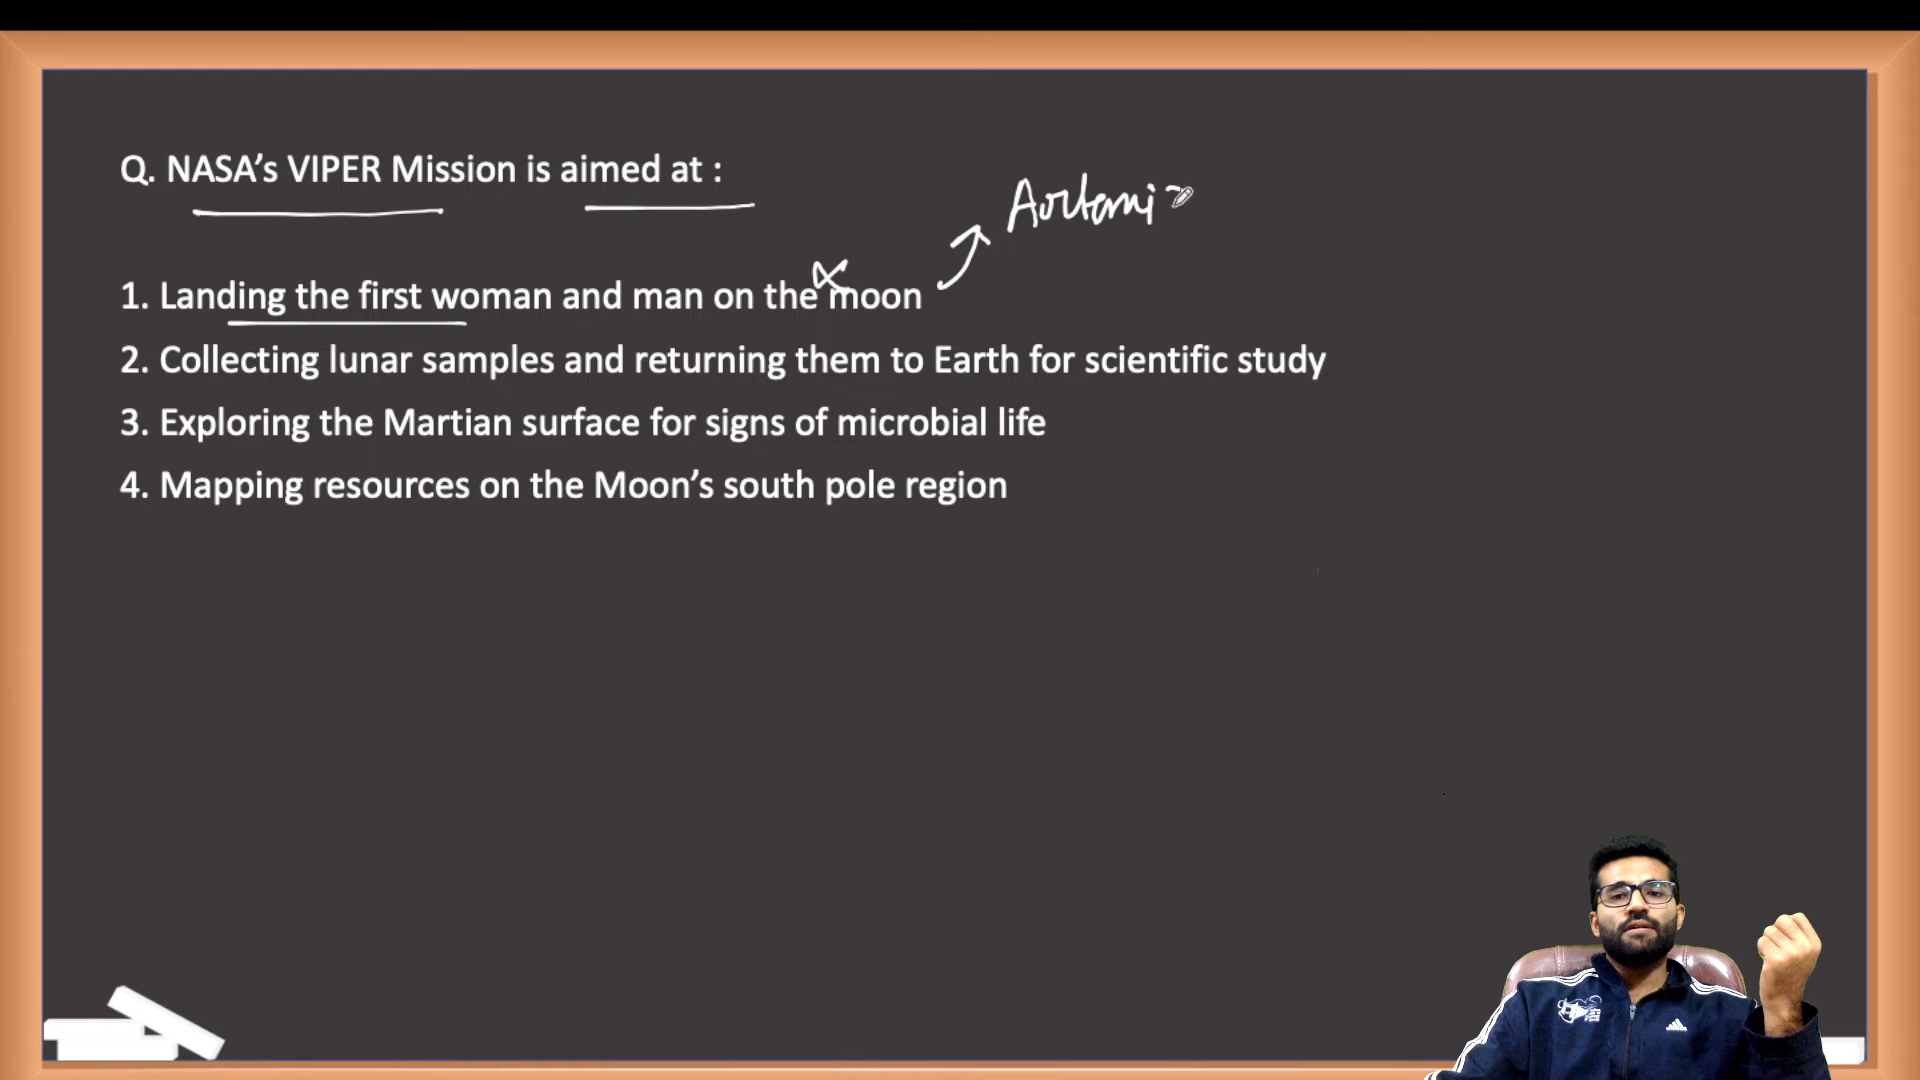 Q. NASA’s VIPER Mission is aimed at :
Artemis
1. Landing the first woman and man on the moon
2. Collecting lunar samples and returning them to Earth for scientific study
3. Exploring the Martian surface for signs of microbial life
4. Mapping resources on the Moon’s south pole region